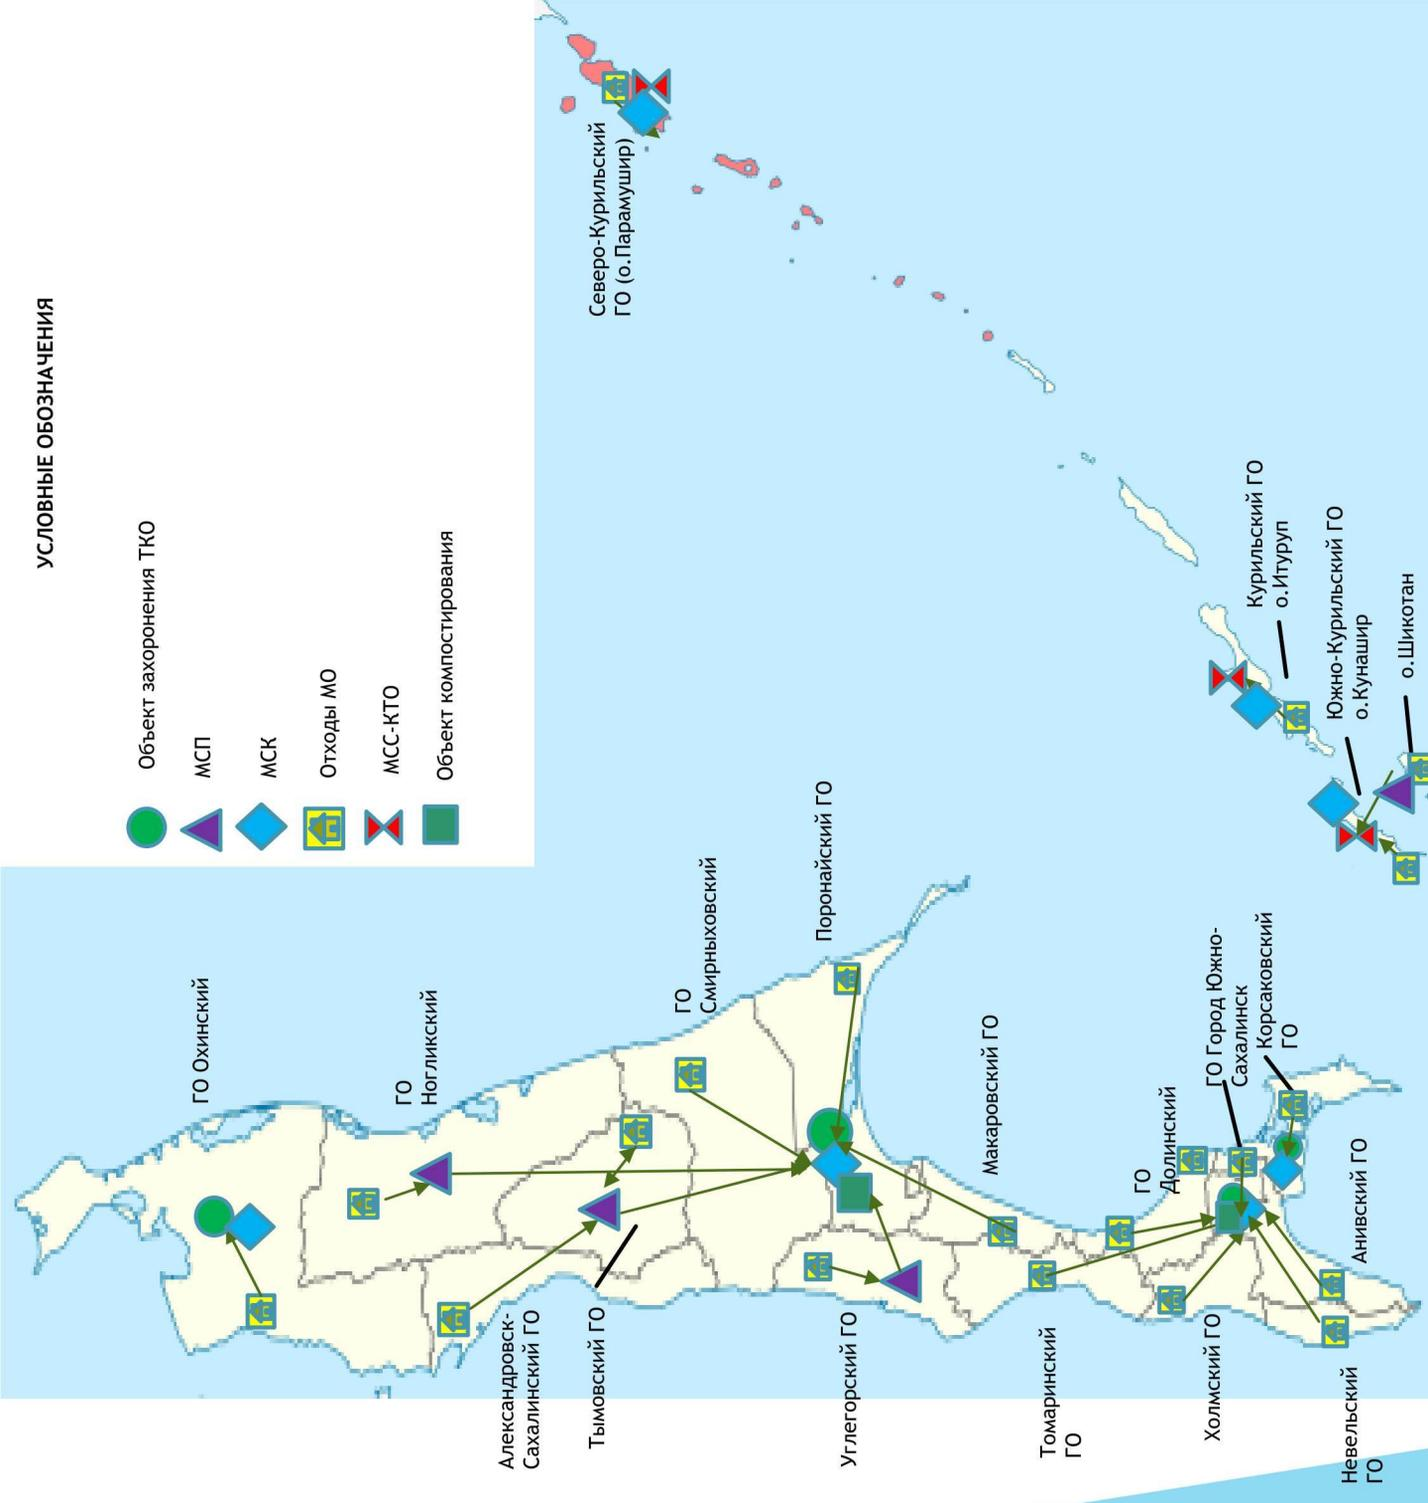 УСЛОВНЫЕ ОБОЗНАЧЕНИЯ
Объект захоронения ТКО
МСП
МСК
Отходы МО
МСС-КТО
Объект компостирования
Северо-Курильский
ГО (о.Парамушир)
Курильский ГО
о.Итуруп
Южно-Курильский ГО
о.Кунашир
о.Шикотан
ГО Охинский
ГО
Ногликский
ГО
Смирныховский
Поронайский ГО
Макаровский ГО
ГО
Долинский
ГО Город Южно-
Сахалинск
Корсаковский
ГО
Анивский ГО
Александровск-
Сахалинский ГО
Тымовский ГО
Углегорский ГО
Томаринский
ГО
Холмский ГО
Невельский
ГО